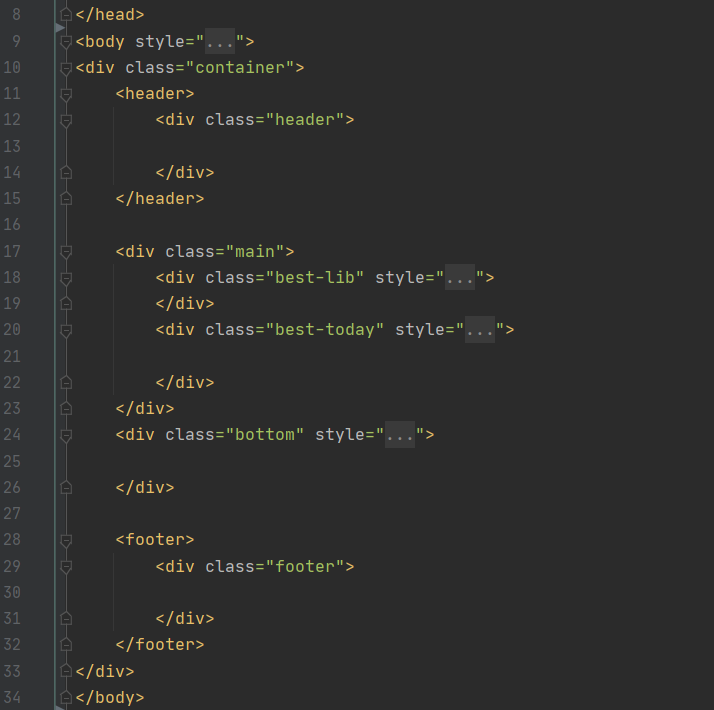 8 </head>
9 <body style="...">
10 <div class="container">
11     <header>
12         <div class="header">
13
14         </div>
15     </header>
16
17     <div class="main">
18         <div class="best-lib" style="...">
19         </div>
20         <div class="best-today" style="...">
21
22         </div>
23     </div>
24     <div class="bottom" style="...">
25
26     </div>
27
28     <footer>
29         <div class="footer">
30
31         </div>
32     </footer>
33 </div>
34 </body>